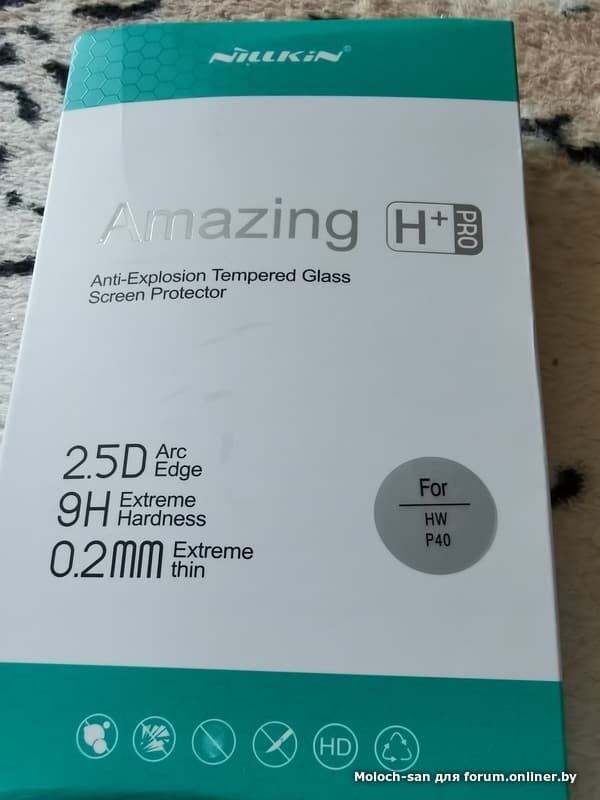 NILLKIN®
Amazing H+ PRO
Anti-Explosion Tempered Glass
Screen Protector
2.5D Arc
Edge
9H Extreme
Hardness
0.2mm Extreme
thin
For
HW
P40
HD
Moloch-san для forum.onliner.by